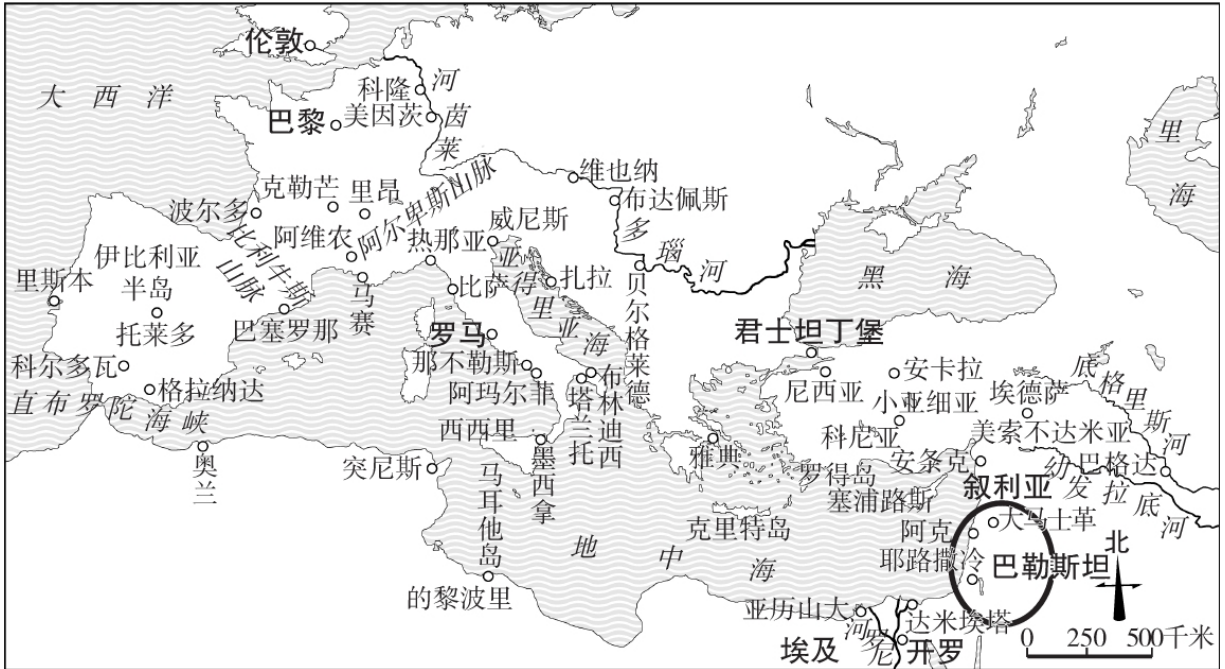 伦敦
大西洋
科隆
河
巴黎
美因茨
茵
莱
里
海
克勒芒
里昂
阿尔卑斯山脉
维也纳
布达佩斯
波尔多
比利牛斯
山脉
阿维农
热那亚
威尼斯
多瑙河
伊比利亚
半岛
里斯本
托莱多
巴塞罗那
马赛
比萨
亚得里亚海
扎拉
贝尔格莱德
黑海
罗马
君士坦丁堡
科尔多瓦
格拉纳达
那不勒斯
阿玛尔菲
塔兰托
布林迪西
尼西亚
安卡拉
小亚细亚
埃德萨
底格里斯河
直布罗陀海峡
西西里
科尼亚
美索不达米亚
奥兰
突尼斯
马耳他岛
墨西拿
雅典
罗得岛
安条克
幼发拉底河
巴格达
塞浦路斯
叙利亚
克里特岛
阿克
大马士革
地中海
耶路撒冷
巴勒斯坦
北
的黎波里
亚历山大
达米埃塔
尼罗河
埃及
开罗
0 250 500千米